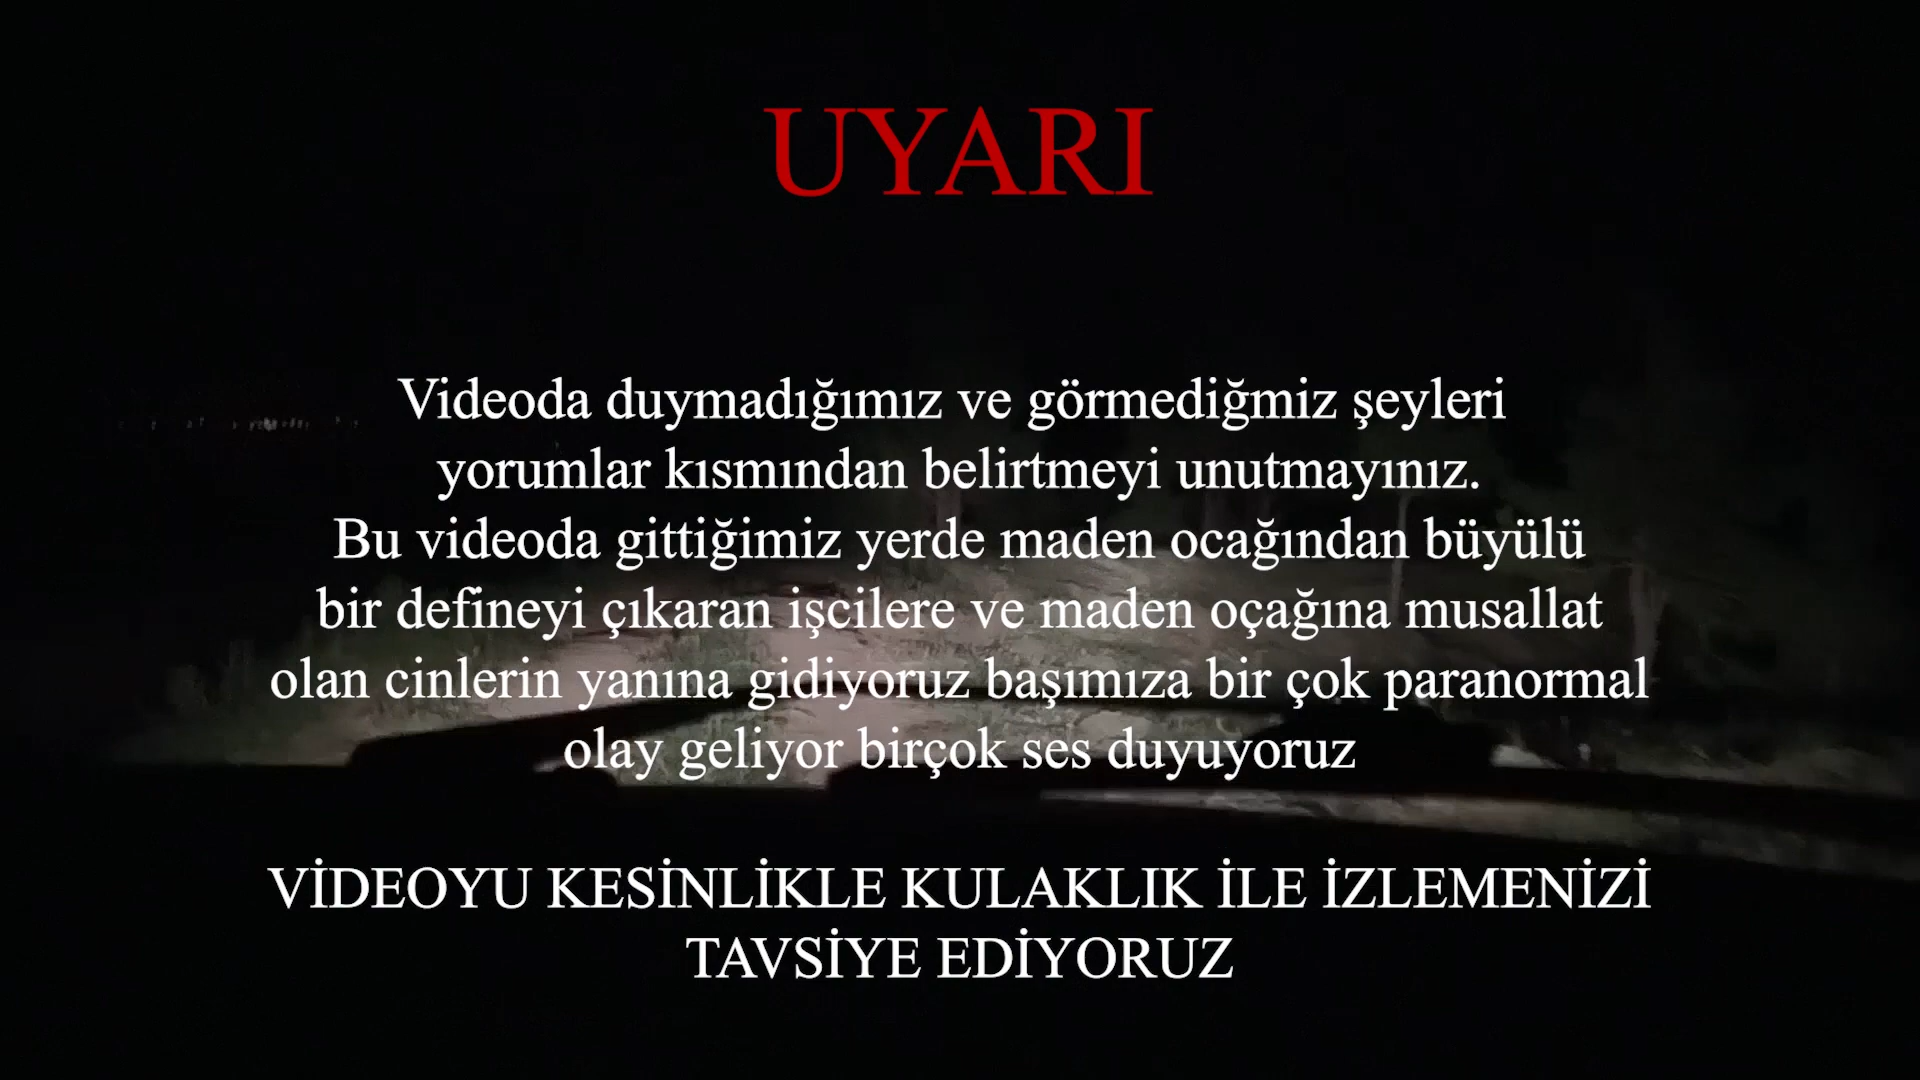 UYARI
Videoda duymadığımız ve görmediğmiz şeyleri
yorumlar kısmından belirtmeyi unutmayınız.
Bu videoda gittiğimiz yerde maden ocağından büyülü
bir defineyi çıkaran işcilere ve maden oçağına musallat
olan cinlerin yanına gidiyoruz başımıza bir çok paranormal
olay geliyor birçok ses duyuyoruz
VİDEOYU KESİNLİKLE KULAKLIK İLE İZLEMENİZİ
TAVSİYE EDİYORUZ